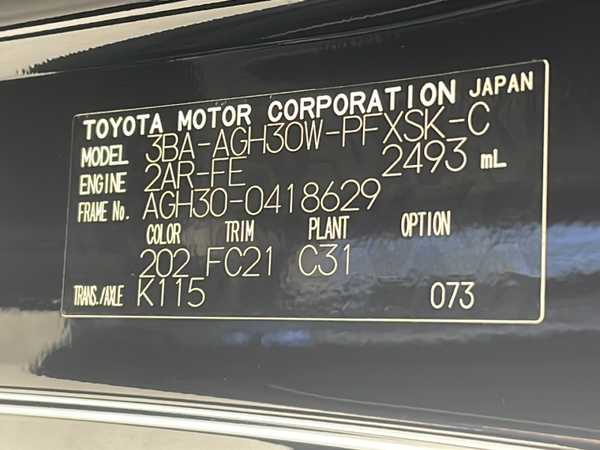 TOYOTA MOTOR CORPORATION JAPAN
MODEL 3BA-AGH30W-PFXSK-C
ENGINE 2AR-FE 2493 mL
FRAME No. AGH30-0418629
COLOR TRIM PLANT OPTION
202 FC21 C31
TRANS./AXLE K115 073